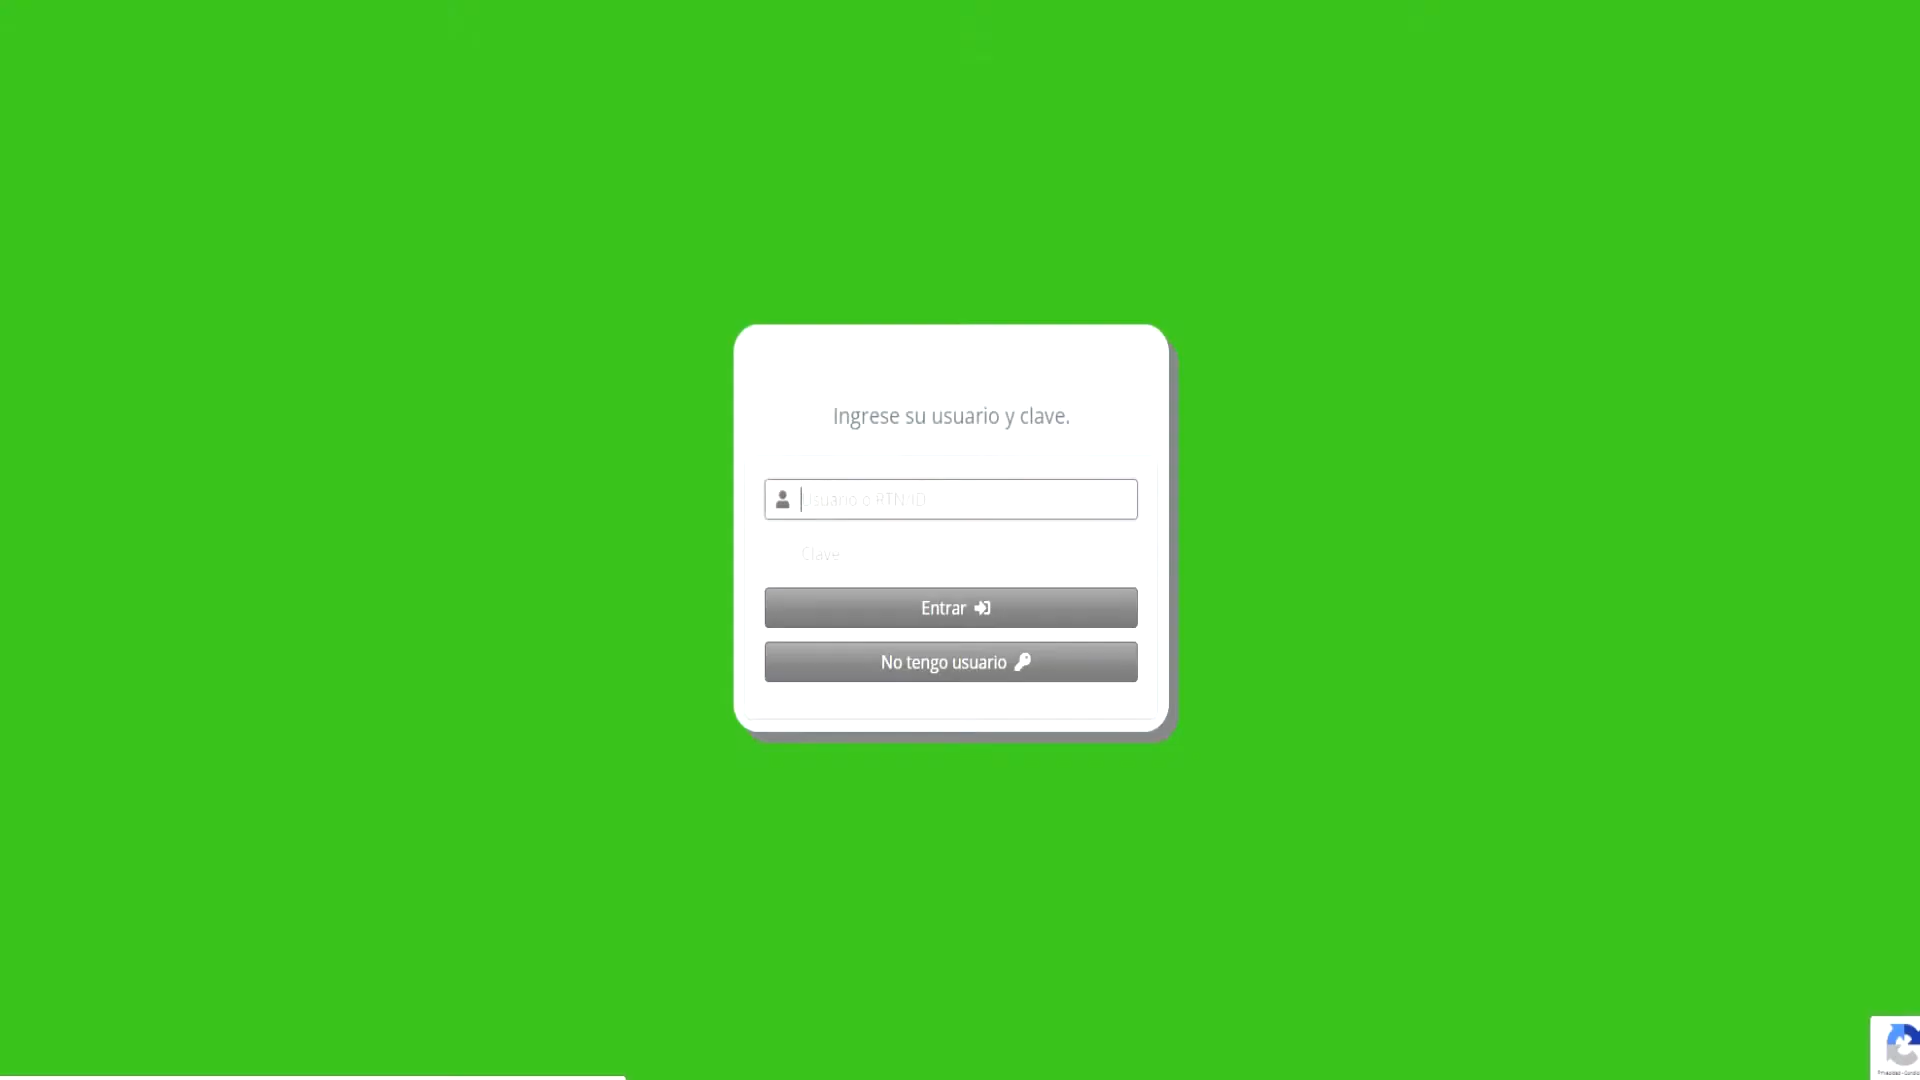 Ingrese su usuario y clave.
Usuario o RTN ID
Clave
Entrar
No tengo usuario